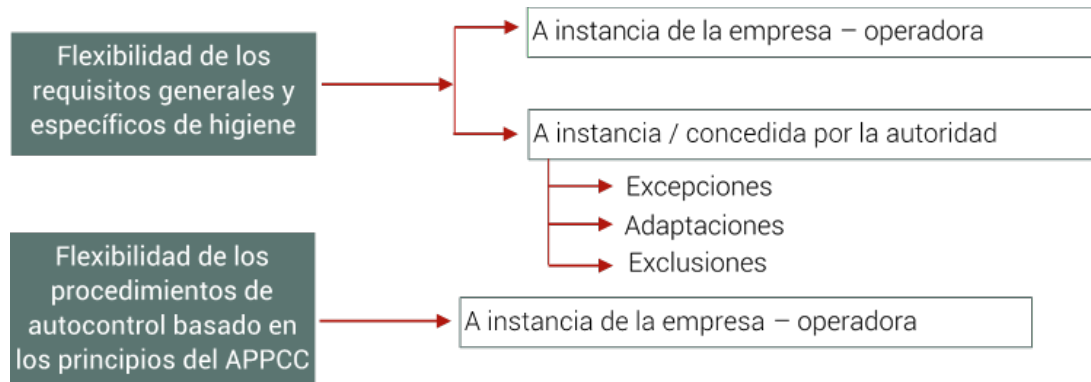 Flexibilidad de los
requisitos generales y
específicos de higiene
A instancia de la empresa – operadora
A instancia / concedida por la autoridad
Excepciones
Adaptaciones
Exclusiones
Flexibilidad de los
procedimientos de
autocontrol basado en
los principios del APPCC
A instancia de la empresa – operadora